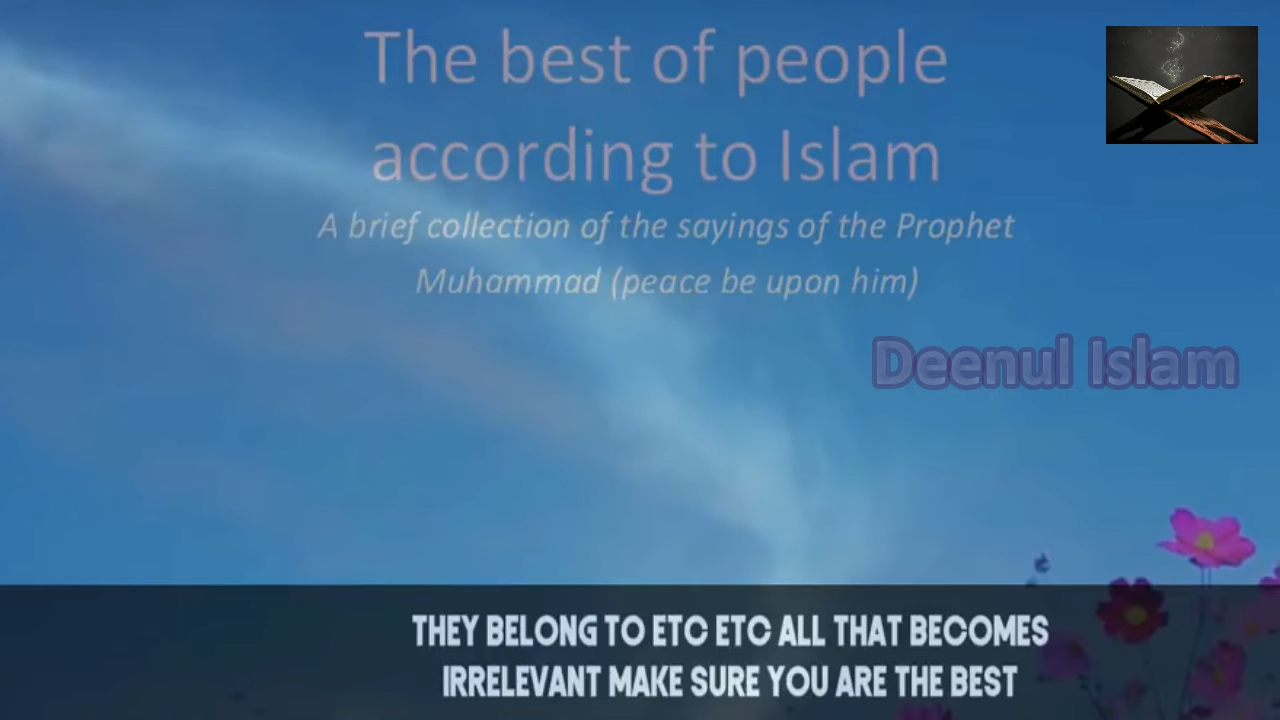 The best of people
according to Islam
A brief collection of the sayings of the Prophet
Muhammad (peace be upon him)
Deenul Islam
THEY BELONG TO ETC ETC ALL THAT BECOMES
IRRELEVANT MAKE SURE YOU ARE THE BEST